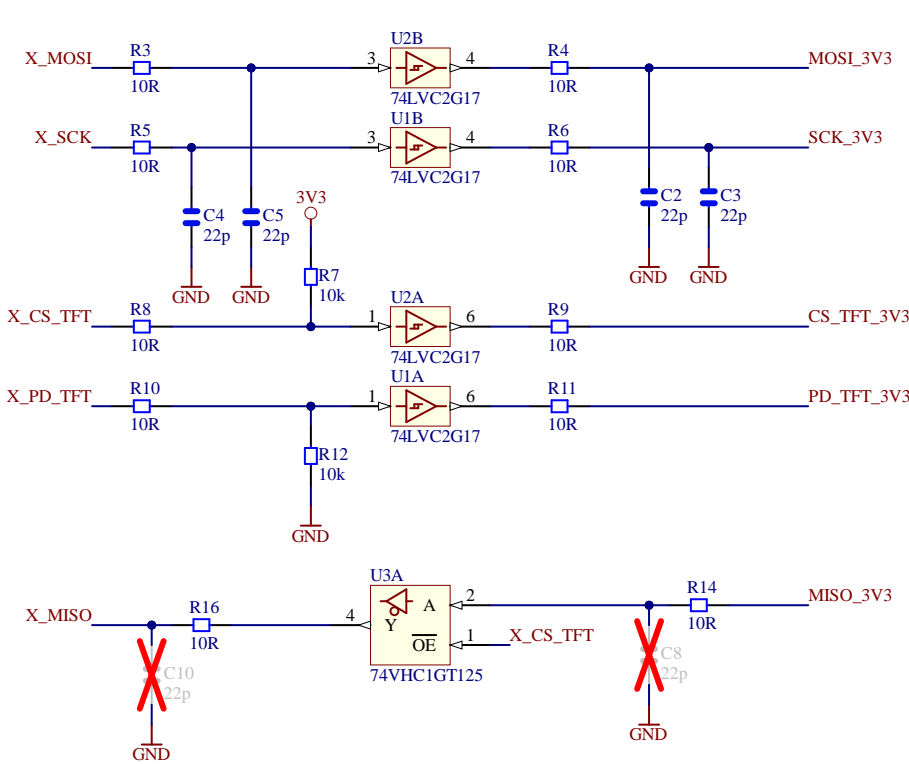 U2B
X_MOSI R3 3 4 R4 MOSI_3V3
10R 10R
74LVC2G17
U1B
X_SCK R5 3 4 R6 SCK_3V3
10R 10R
74LVC2G17
3V3
C4 C5 C2 C3
22p 22p 22p 22p
GND GND
R7
10k
GND GND
U2A
X_CS_TFT R8 1 6 R9 CS_TFT_3V3
10R 10R
74LVC2G17
U1A
X_PD_TFT R10 1 6 R11 PD_TFT_3V3
10R 10R
74LVC2G17
R12
10k
GND
U3A
R14 MISO_3V3
A 2
X_MISO R16 4 10R
Y
10R OE 1 X_CS_TFT
C8
22p
C10
22p
74VHC1GT125
GND
GND